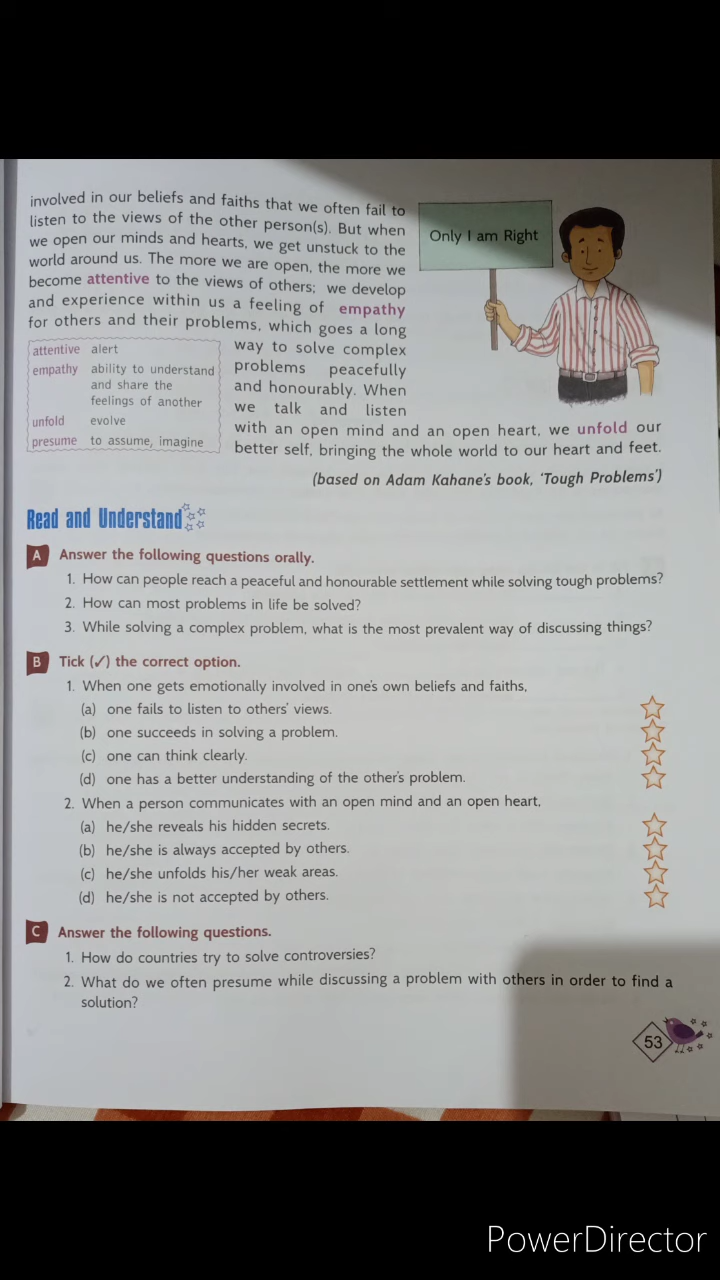 involved in our beliefs and faiths that we often fail to
listen to the views of the other person(s). But when
we open our minds and hearts, we get unstuck to the
world around us. The more we are open, the more we
become attentive to the views of others; we develop
and experience within us a feeling of empathy
for others and their problems, which goes a long
way to solve complex
problems peacefully
and honourably. When
we talk and listen
with an open mind and an open heart, we unfold our
better self, bringing the whole world to our heart and feet.
Only I am Right
attentive alert
empathy ability to understand
and share the
feelings of another
unfold evolve
presume to assume, imagine
(based on Adam Kahane's book, 'Tough Problems')
Read and Understand
A Answer the following questions orally.
1. How can people reach a peaceful and honourable settlement while solving tough problems?
2. How can most problems in life be solved?
3. While solving a complex problem, what is the most prevalent way of discussing things?
B Tick (✓) the correct option.
1. When one gets emotionally involved in one's own beliefs and faiths,
(a) one fails to listen to others' views.
(b) one succeeds in solving a problem.
(c) one can think clearly.
(d) one has a better understanding of the other's problem.
2. When a person communicates with an open mind and an open heart,
(a) he/she reveals his hidden secrets.
(b) he/she is always accepted by others.
(c) he/she unfolds his/her weak areas.
(d) he/she is not accepted by others.
C Answer the following questions.
1. How do countries try to solve controversies?
2. What do we often presume while discussing a problem with others in order to find a
solution?
53
PowerDirector